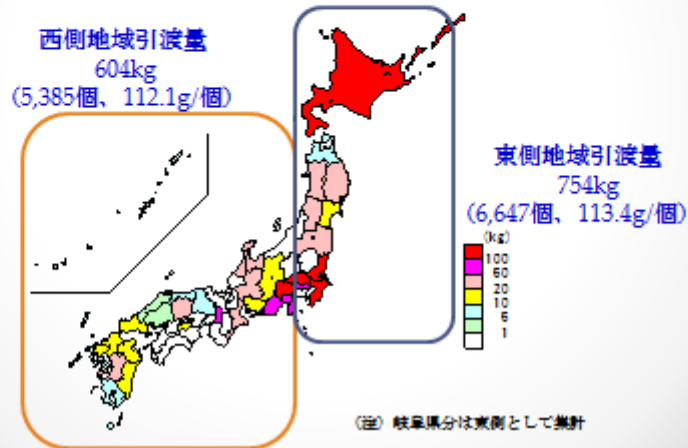 西側地域引渡量
604kg
(5,385個、112.1g/個)
東側地域引渡量
754kg
(6,647個、113.4g/個)
(kg)
100
60
20
10
5
1
(注) 岐阜県分は東側として集計